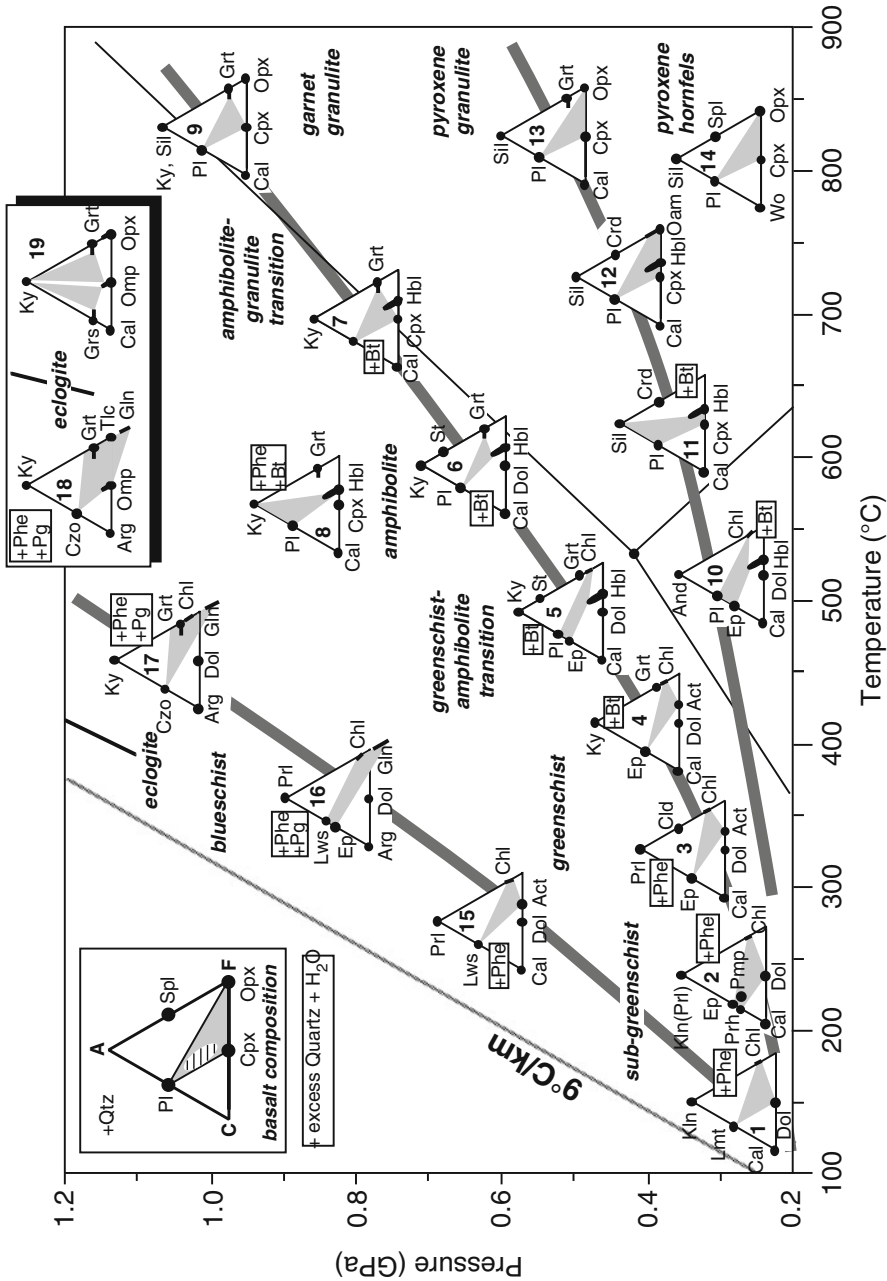 1.2
1.0
0.8
0.6
0.4
0.2
Pressure (GPa)
100
200
300
400
500
600
700
800
900
Temperature (°C)
+Qtz
A
Pl
Spl
C
F
Cpx
Opx
basalt composition
+ excess Quartz + H2O
9°C/km
eclogite
blueschist
sub-greenschist
greenschist
greenschist-
amphibolite
transition
amphibolite
amphibolite-
granulite
transition
garnet
granulite
pyroxene
granulite
pyroxene
hornfels
eclogite
Kln
+Phe
Lmt
Chl
1
Cal
Dol
Kln(Prl)
+Phe
Ep
2
Pmp
Prh
Chl
Cal
Dol
Prl
Cld
+Phe
3
Ep
Chl
Cal
Dol
Act
Ky
+Bt
Grt
4
Ep
Chl
Cal
Dol
Act
Ky
St
+Bt
5
Grt
Pl
Ep
Chl
Cal
Dol
Hbl
Ky
St
6
Grt
Pl
+Bt
Cal
Dol
Hbl
Ky
7
Grt
Pl
+Bt
Cal
Cpx
Hbl
+Phe
+Bt
Ky
8
Grt
Pl
Cal
Cpx
Hbl
Ky, Sil
9
Grt
Pl
Cal
Cpx
Opx
And
10
Pl
Ep
Chl
+Bt
Cal
Dol
Hbl
Sil
Crd
+Bt
11
Pl
Cal
Cpx
Hbl
Sil
Crd
12
Pl
Oam
Cal
Cpx
Hbl
Sil
13
Grt
Pl
Cal
Cpx
Opx
Sil
Spl
14
Pl
Wo
Cpx
Opx
Prl
15
Lws
+Phe
Chl
Cal
Dol
Act
+Phe
+Pg
Prl
16
Lws
Ep
Chl
Gln
Arg
Dol
Ky
+Phe
+Pg
17
Grt
Chl
Czo
Gln
Arg
Dol
+Phe
+Pg
Ky
18
Czo
Grt
Tlc
Gln
Arg
Omp
Ky
19
Grs
Grt
Cal
Omp
Opx